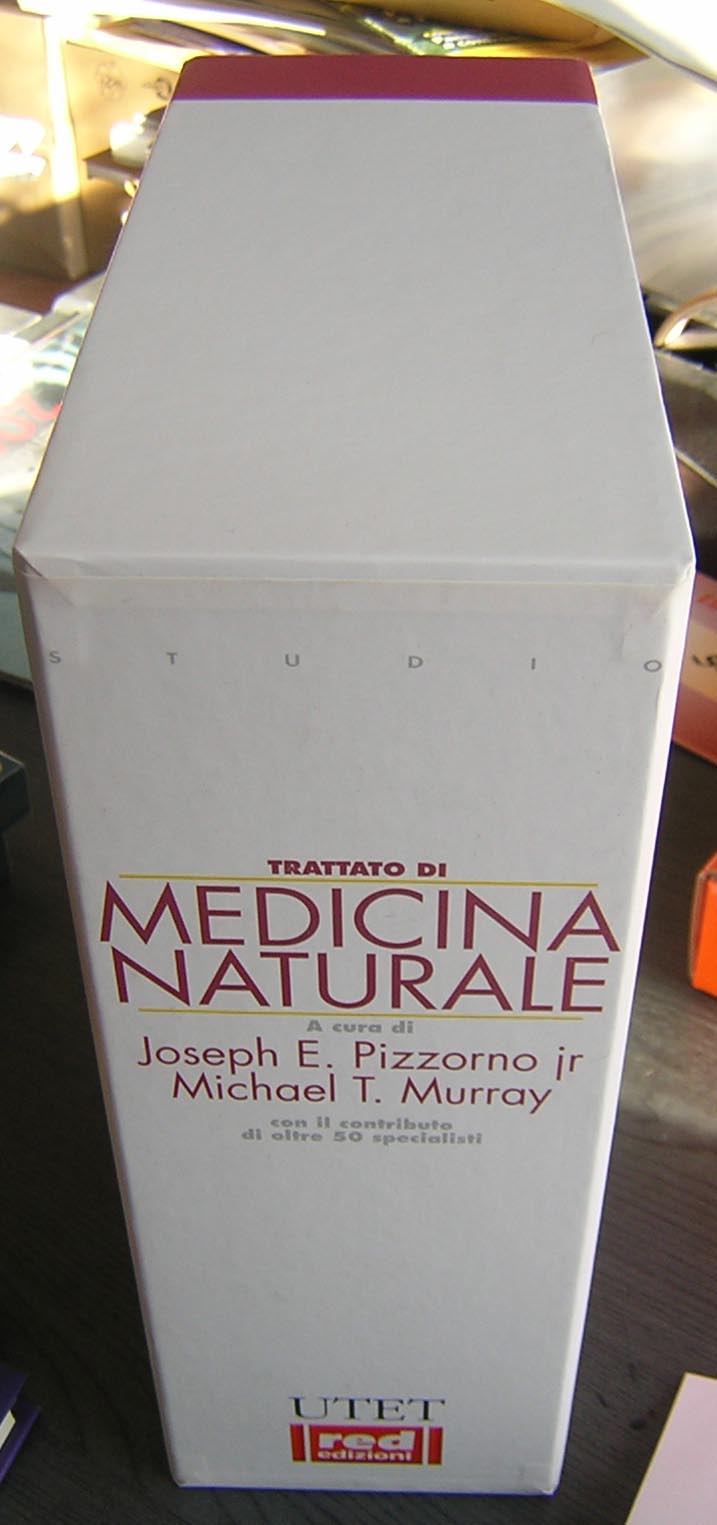 STUDIO
TRATTATO DI
MEDICINA
NATURALE
A cura di
Joseph E. Pizzorno jr
Michael T. Murray
con il contributo
di oltre 50 specialisti
UTET
red
edizioni